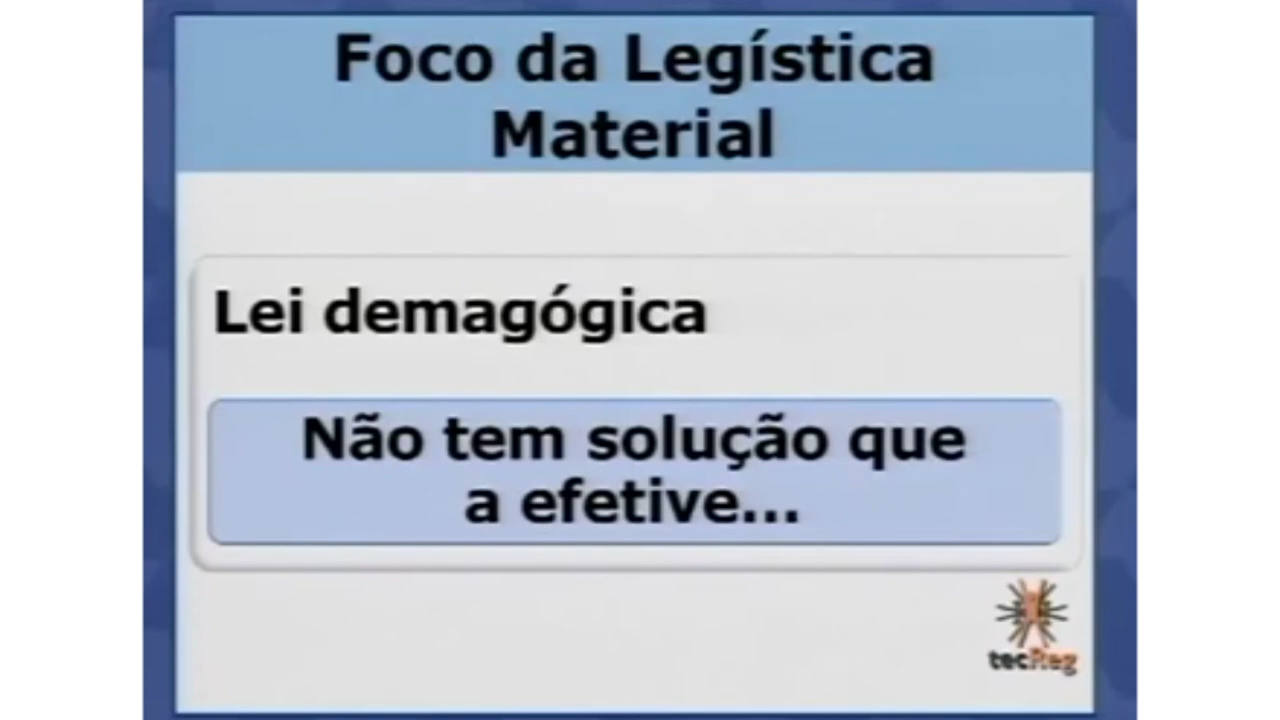 Foco da Legística
Material
Lei demagógica
Não tem solução que
a efetive...
tecReg